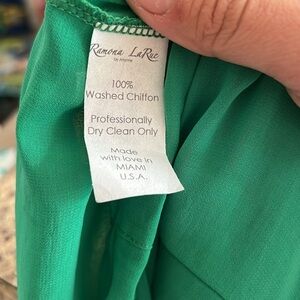 Ramona LaRue
by Arianne
100%
Washed Chiffon
Professionally
Dry Clean Only
Made
with love in
MIAMI
U.S.A.